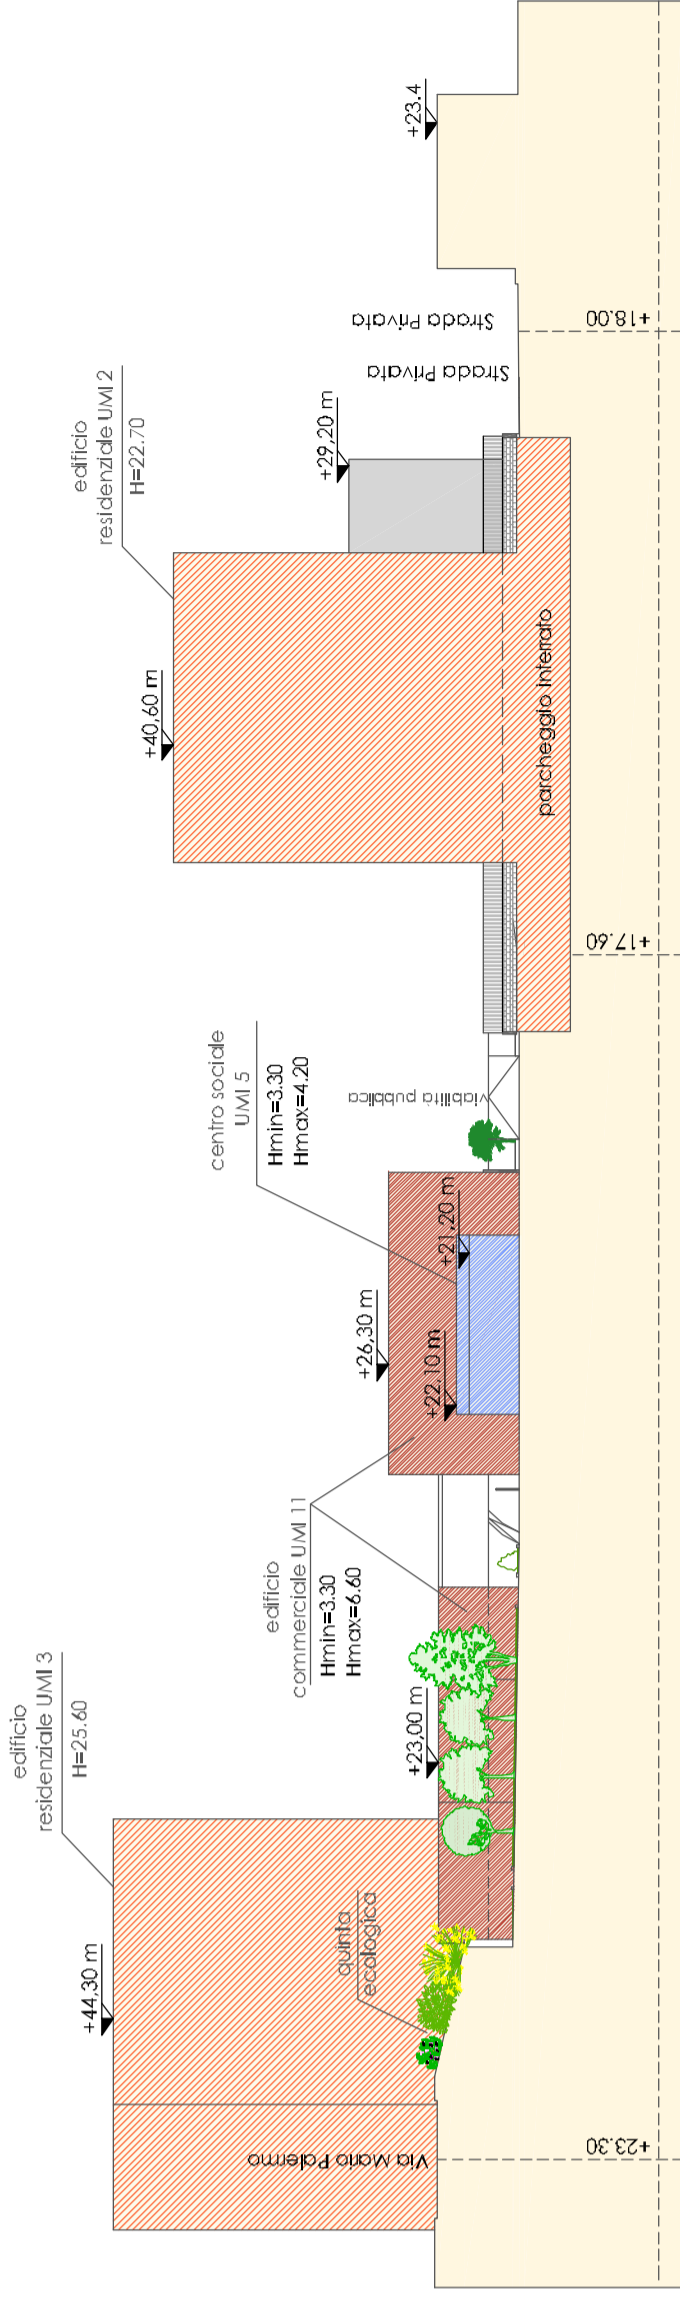 edificio
residenziale UMI 3
H=25.60
+44,30 m
Via Mario Palermo
+23.30
quinta
ecologica
+23,00 m
edificio
commerciale UMI 11
Hmin=3.30
Hmax=6.60
+26,30 m
+22,10 m
+21,20 m
centro sociale
UMI 5
Hmin=3.30
Hmax=4.20
viabilità pubblica
+17.60
+40,60 m
parcheggio interrato
edificio
residenziale UMI 2
H=22.70
+29,20 m
Strada Privata
Strada Privata
+18.00
+23.4